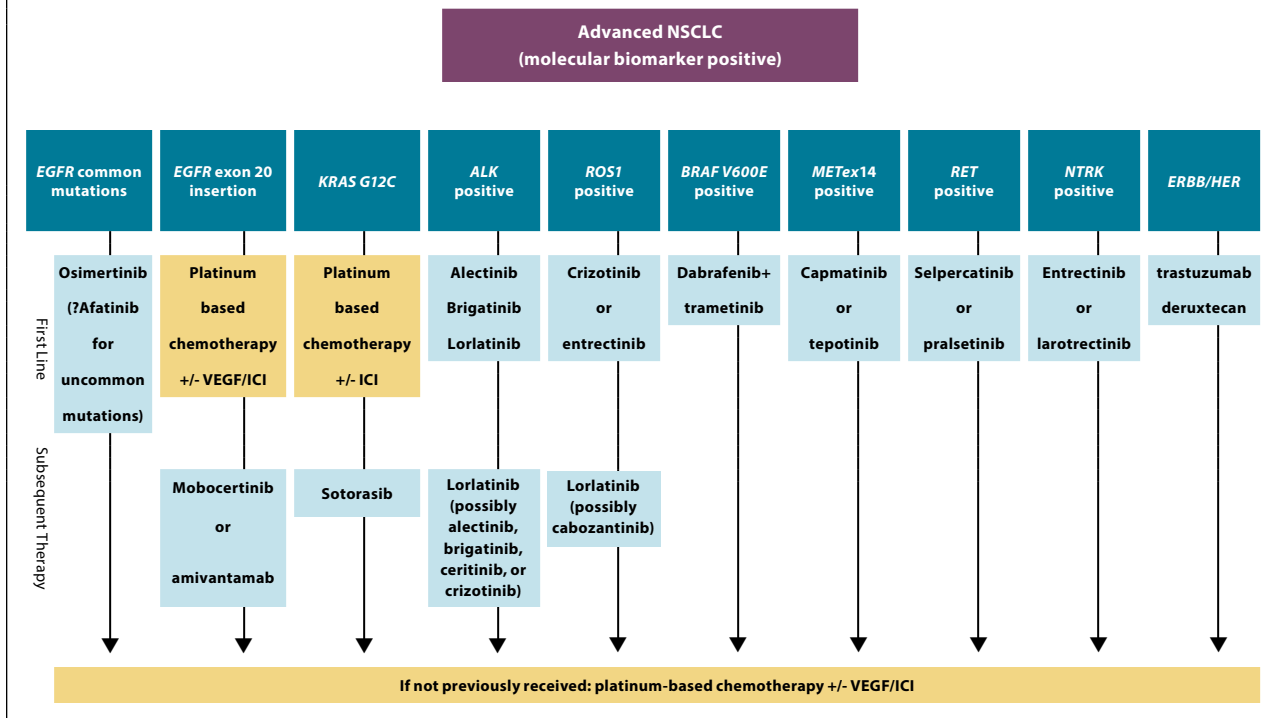 Advanced NSCLC
(molecular biomarker positive)
EGFR common
mutations
EGFR exon 20
insertion
KRAS G12C
ALK
positive
ROS1
positive
BRAF V600E
positive
METex14
positive
RET
positive
NTRK
positive
ERBB/HER
First Line
Osimertinib
(?Afatinib
for
uncommon
mutations)
Platinum
based
chemotherapy
+/- VEGF/ICI
Platinum
based
chemotherapy
+/- ICI
Alectinib
Brigatinib
Lorlatinib
Crizotinib
or
entrectinib
Dabrafenib+
trametinib
Capmatinib
or
tepotinib
Selpercatinib
or
pralsetinib
Entrectinib
or
larotrectinib
trastuzumab
deruxtecan
Subsequent Therapy
Mobocertinib
or
amivantamab
Sotorasib
Lorlatinib
(possibly
alectinib,
brigatinib,
ceritinib, or
crizotinib)
Lorlatinib
(possibly
cabozantinib)
If not previously received: platinum-based chemotherapy +/- VEGF/ICI